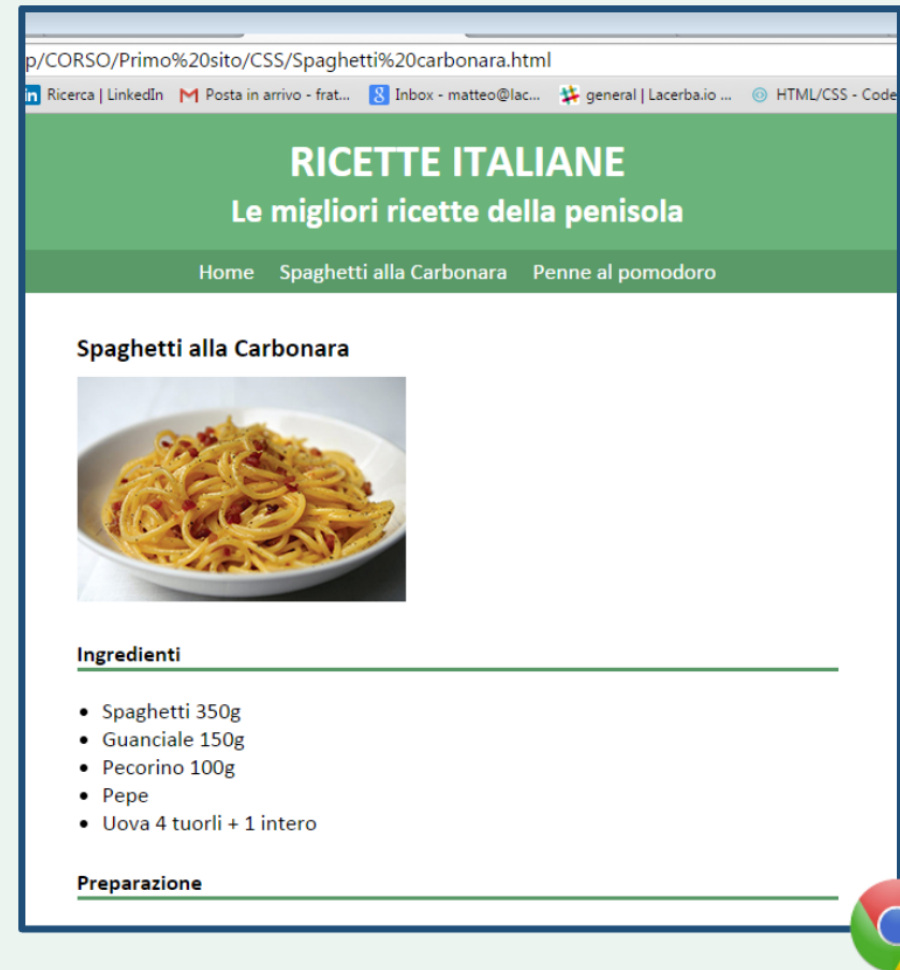 p/CORSO/Primo%20sito/CSS/Spaghetti%20carbonara.html
in Ricerca | LinkedIn M Posta in arrivo - frat... 8 Inbox - matteo@lac... general | Lacerba.io ... HTML/CSS - Code
RICETTE ITALIANE
Le migliori ricette della penisola
Home Spaghetti alla Carbonara Penne al pomodoro
Spaghetti alla Carbonara
Ingredienti
• Spaghetti 350g
• Guanciale 150g
• Pecorino 100g
• Pepe
• Uova 4 tuorli + 1 intero
Preparazione